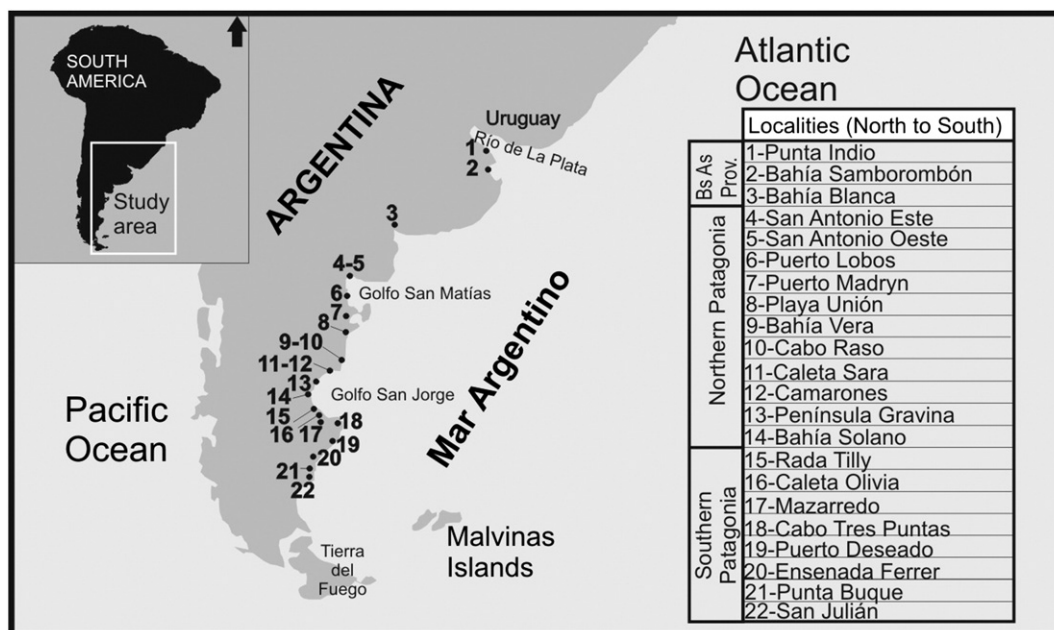 SOUTH
AMERICA
Study
area
ARGENTINA
Uruguay
Río de La Plata
1
2
3
4-5
6
Golfo San Matías
7
8
9-10
11-12
13
Golfo San Jorge
14
15
16
17
18
19
20
21
22
Mar Argentino
Pacific
Ocean
Malvinas
Islands
Tierra
del
Fuego
Atlantic
Ocean
Localities (North to South)
Bs As
Prov.
1-Punta Indio
2-Bahía Samborombón
3-Bahía Blanca
Northern Patagonia
4-San Antonio Este
5-San Antonio Oeste
6-Puerto Lobos
7-Puerto Madryn
8-Playa Unión
9-Bahía Vera
10-Cabo Raso
11-Caleta Sara
12-Camarones
13-Península Gravina
14-Bahía Solano
Southern
Patagonia
15-Rada Tilly
16-Caleta Olivia
17-Mazarredo
18-Cabo Tres Puntas
19-Puerto Deseado
20-Ensenada Ferrer
21-Punta Buque
22-San Julián